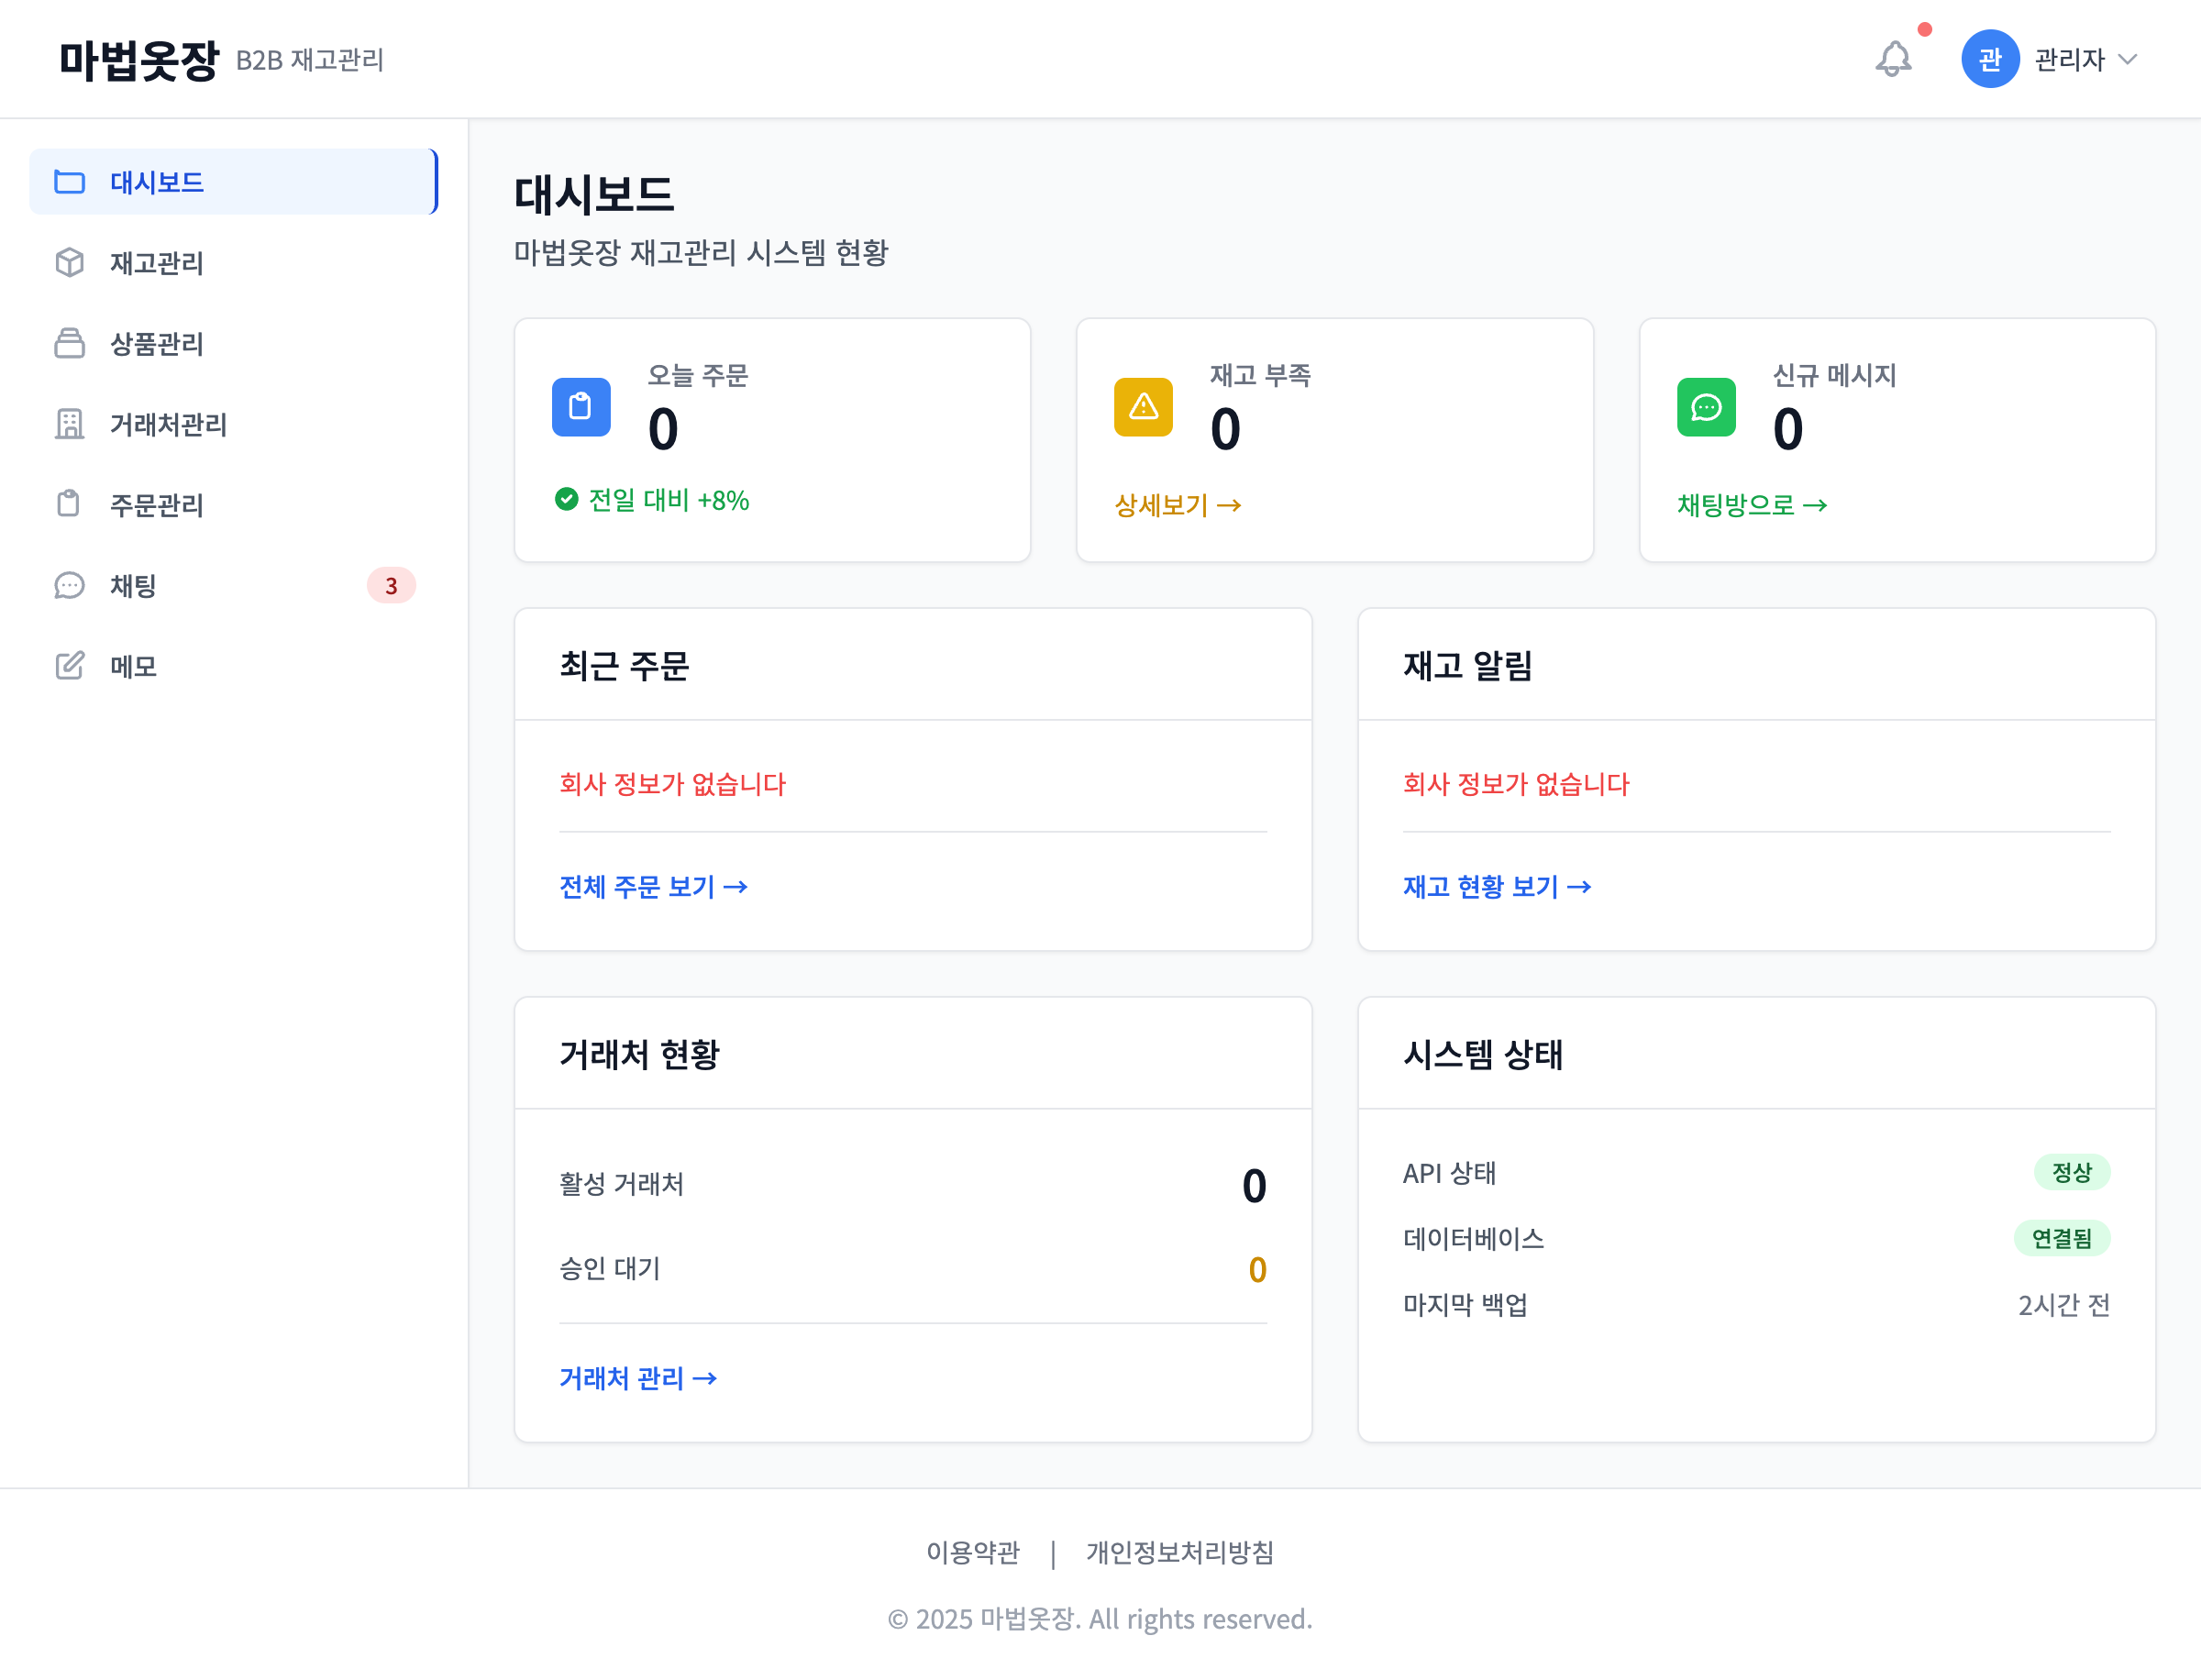 마법옷장 B2B 재고관리
관 관리자
대시보드
재고관리
상품관리
거래처관리
주문관리
채팅 3
메모
대시보드
마법옷장 재고관리 시스템 현황
오늘 주문
0
전일 대비 +8%
재고 부족
0
상세보기 →
신규 메시지
0
채팅방으로 →
최근 주문
회사 정보가 없습니다
전체 주문 보기 →
재고 알림
회사 정보가 없습니다
재고 현황 보기 →
거래처 현황
활성 거래처 0
승인 대기 0
거래처 관리 →
시스템 상태
API 상태 정상
데이터베이스 연결됨
마지막 백업 2시간 전
이용약관 | 개인정보처리방침
© 2025 마법옷장. All rights reserved.